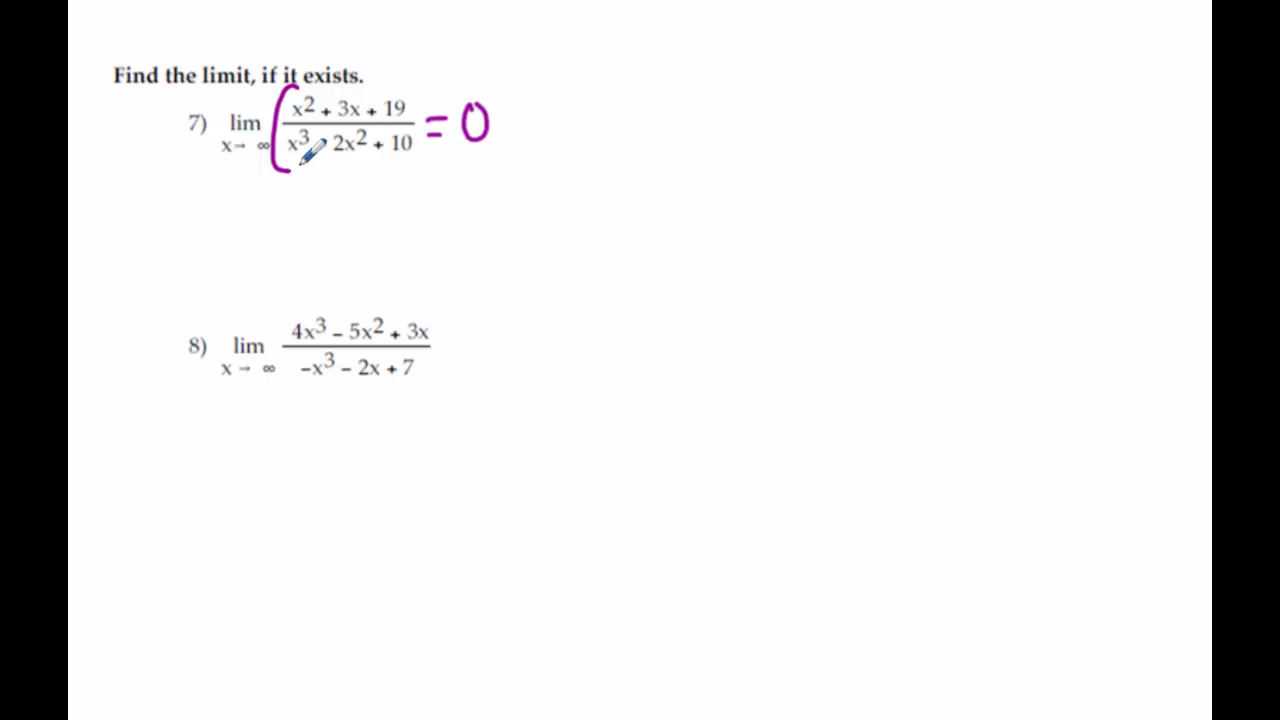 Find the limit, if it exists.
7) lim x→ ∞ ( x² + 3x + 19 / x³ 2x² + 10 = 0
8) lim x → ∞ 4x³ – 5x² + 3x / –x³ – 2x + 7